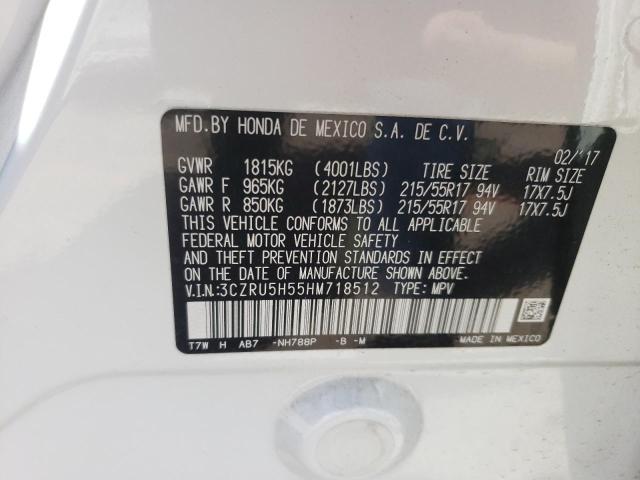 MFD.BY HONDA DE MEXICO S.A. DE C.V.
02/'17
GVWR 1815KG (4001LBS) TIRE SIZE RIM SIZE
GAWR F 965KG (2127LBS) 215/55R17 94V 17X7.5J
GAWR R 850KG (1873LBS) 215/55R17 94V 17X7.5J
THIS VEHICLE CONFORMS TO ALL APPLICABLE
FEDERAL MOTOR VEHICLE SAFETY
AND THEFT PREVENTION STANDARDS IN EFFECT
ON THE DATE OF MANUFACTURE SHOWN ABOVE.
V.I.N:3CZRU5H55HM718512 TYPE: MPV
T7W H AB7 -NH788P -B -M
MADE IN MEXICO